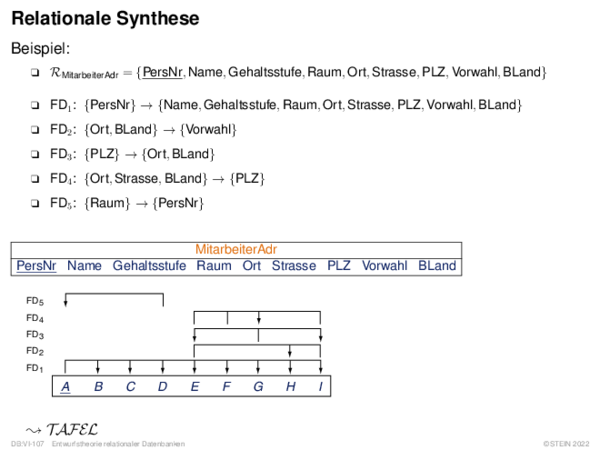 Relationale Synthese
Beispiel:
❑ ℛMitarbeiterAdr = {PersNr, Name, Gehaltsstufe, Raum, Ort, Strasse, PLZ, Vorwahl, BLand}
❑ FD1: {PersNr} → {Name, Gehaltsstufe, Raum, Ort, Strasse, PLZ, Vorwahl, BLand}
❑ FD2: {Ort, BLand} → {Vorwahl}
❑ FD3: {PLZ} → {Ort, BLand}
❑ FD4: {Ort, Strasse, BLand} → {PLZ}
❑ FD5: {Raum} → {PersNr}
MitarbeiterAdr
PersNr Name Gehaltsstufe Raum Ort Strasse PLZ Vorwahl BLand
FD5
FD4
FD3
FD2
FD1
A B C D E F G H I
⇝ TAFEL
DB:VI-107 Entwurfstheorie relationaler Datenbanken ©STEIN 2022